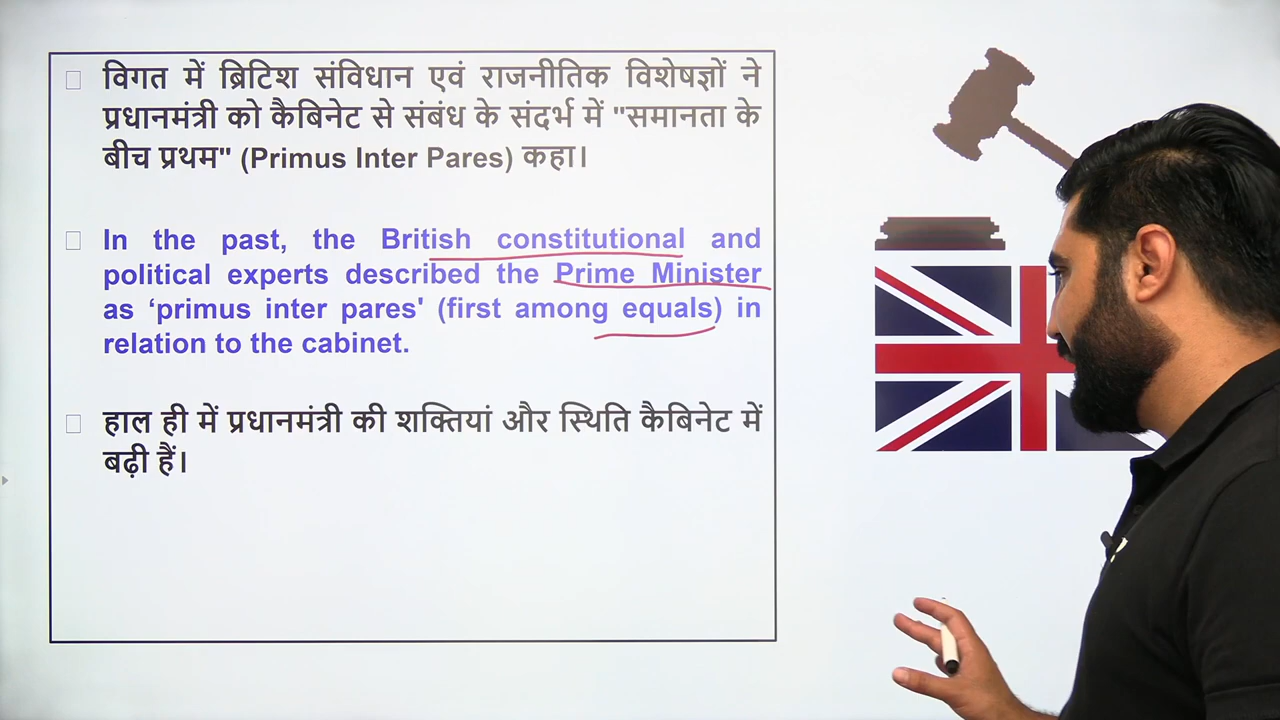 विगत में ब्रिटिश संविधान एवं राजनीतिक विशेषज्ञों ने
प्रधानमंत्री को कैबिनेट से संबंध के संदर्भ में "समानता के
बीच प्रथम" (Primus Inter Pares) कहा।
In the past, the British constitutional and
political experts described the Prime Minister
as ‘primus inter pares' (first among equals) in
relation to the cabinet.
हाल ही में प्रधानमंत्री की शक्तियां और स्थिति कैबिनेट में
बढ़ी हैं।